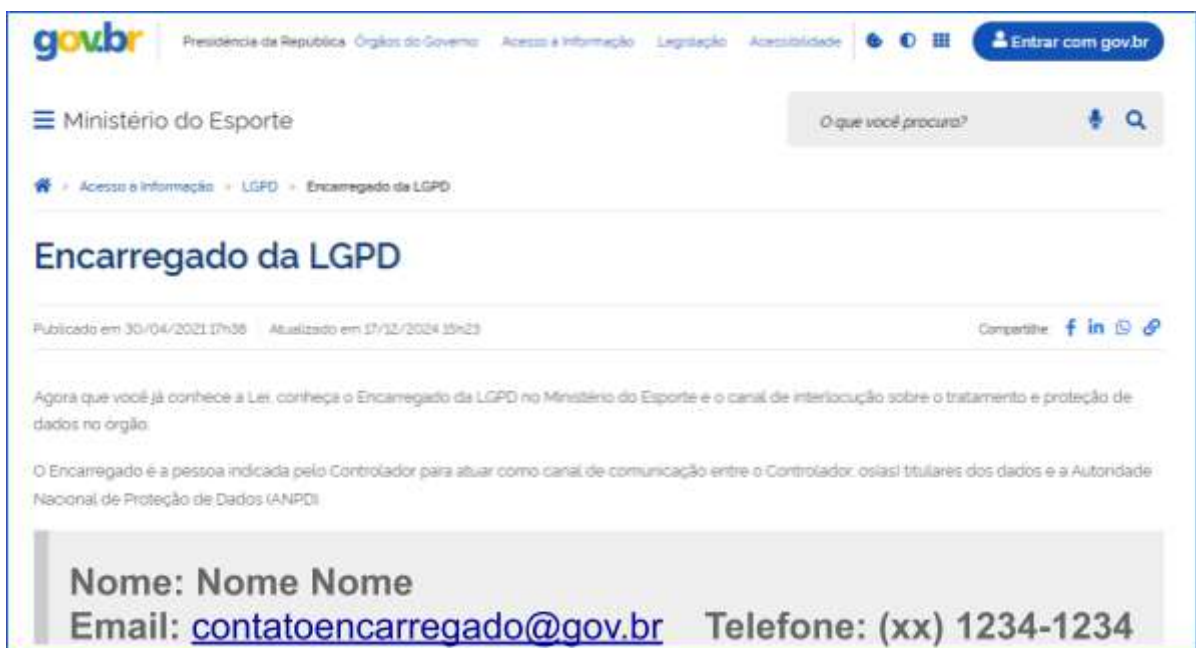 gov.br
Presidência da República Órgãos do Governo Acesso à Informação Legislação Acessibilidade Entrar com gov.br
Ministério do Esporte O que você procura?
Acesso à Informação > LGPD > Encarregado da LGPD
Encarregado da LGPD
Publicado em 30/04/2021 17h38 Atualizado em 17/12/2024 15h23 Compartilhe
Agora que você já conhece a Lei, conheça o Encarregado da LGPD no Ministério do Esporte e o canal de interlocução sobre o tratamento e proteção de
dados no órgão.
O Encarregado é a pessoa indicada pelo Controlador para atuar como canal de comunicação entre o Controlador, os(as) titulares dos dados e a Autoridade
Nacional de Proteção de Dados (ANPD)
Nome: Nome Nome
Email: contatoencarregado@gov.br Telefone: (xx) 1234-1234